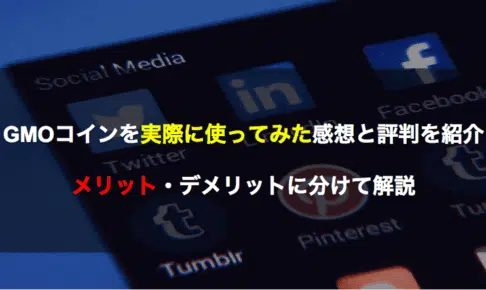 Social Media
GMOコインを実際に使ってみた感想と評判を紹介
Twitter
LinkedIn
Facebook
メリット・デメリットに分けて解説
Tumblr
Pinterest